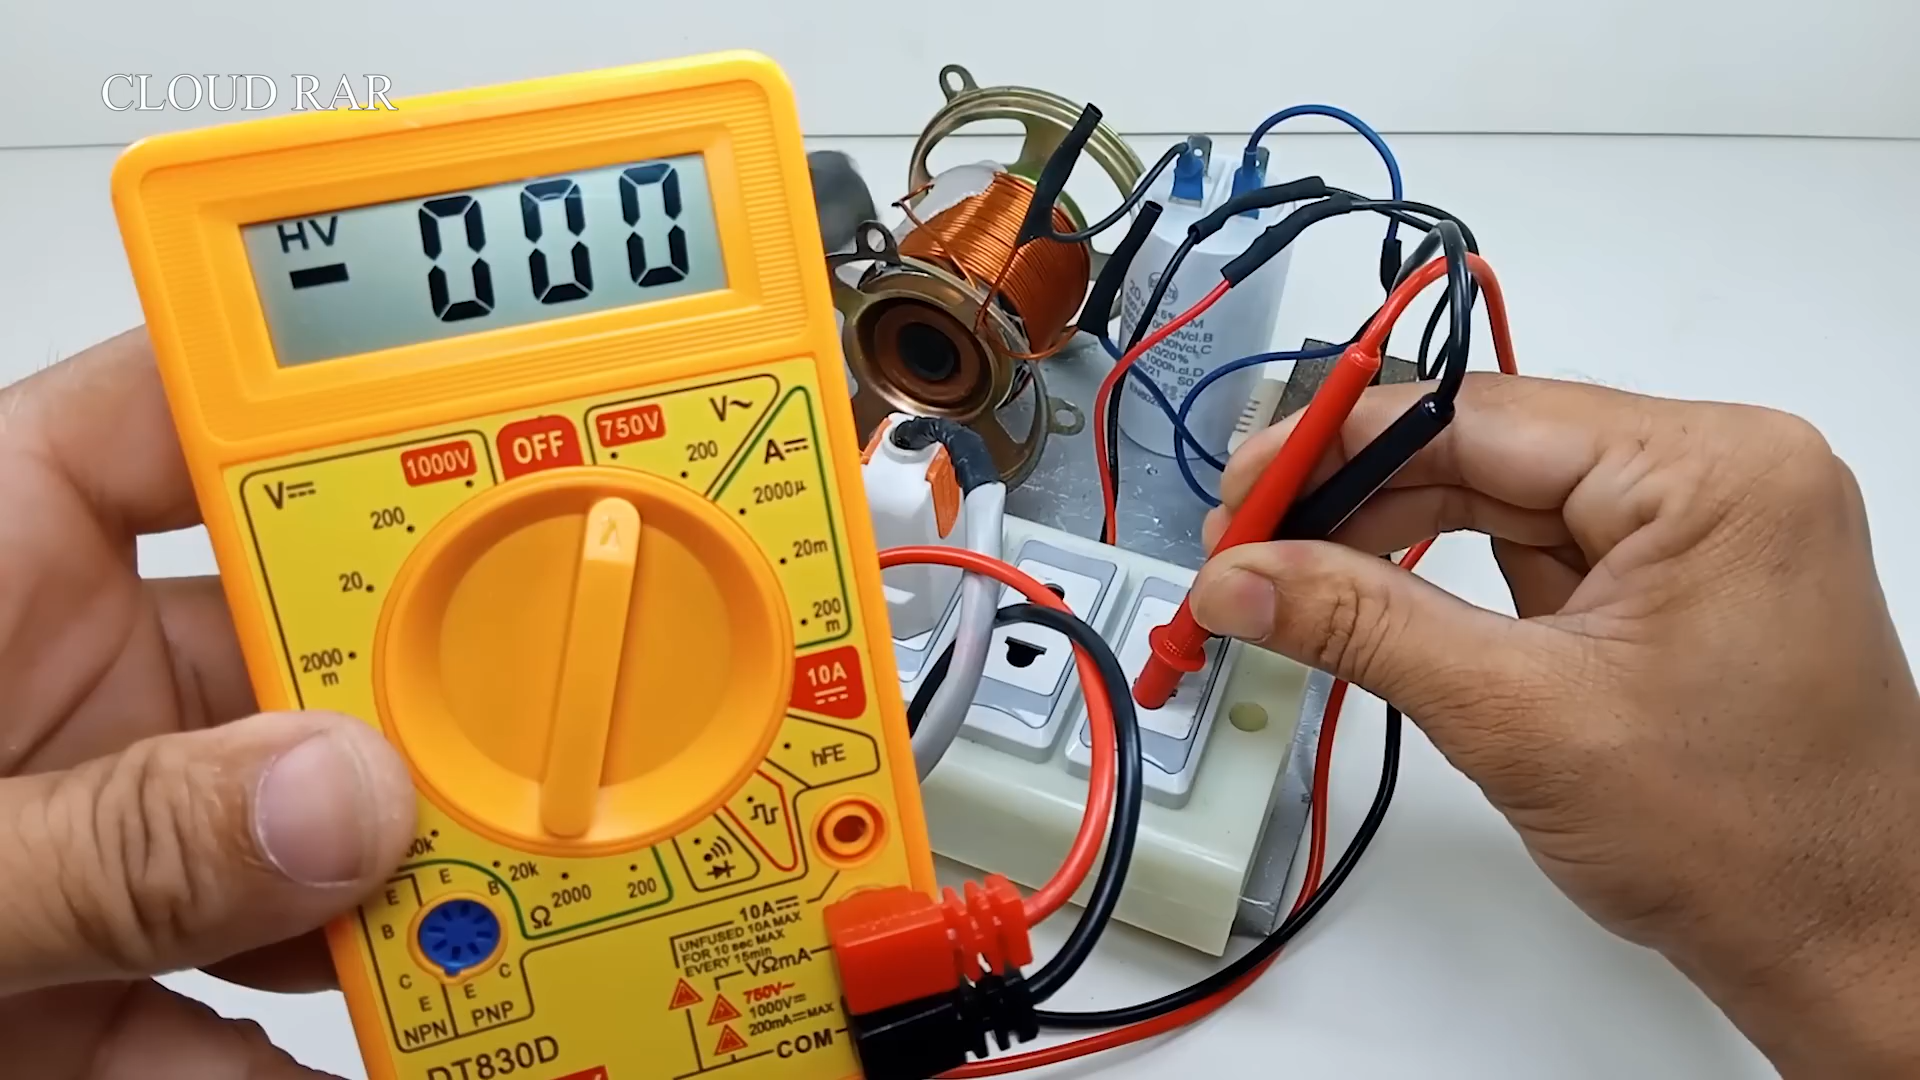 CLOUD RAR
HV
-000
V⎓
1000V
OFF
750V
V~
200
200
A⎓
2000µ
20m
200
m
20
2000
m
10A
hFE
20k
2000
200
Ω
E
E
B
B
C
C
E
E
NPN
PNP
10A⎓
UNFUSED 10A MAX
FOR 10 sec MAX
EVERY 15min
VΩmA
750V~
1000V⎓
200mA⎓MAX
COM
DT830D
1000h.cl.D